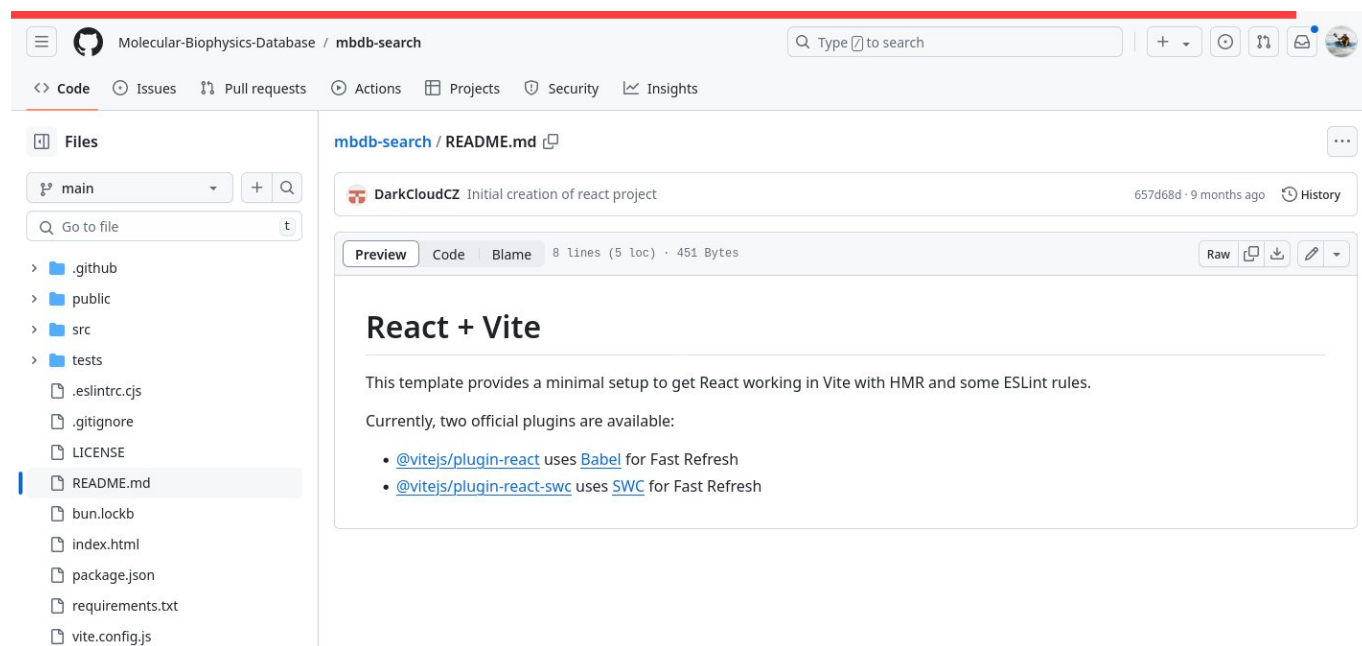 Molecular-Biophysics-Database / mbdb-search
Type / to search
Code Issues Pull requests Actions Projects Security Insights
Files
mbdb-search / README.md
main
DarkCloudCZ Initial creation of react project
657d68d · 9 months ago History
Go to file t
Preview Code Blame 8 lines (5 loc) · 451 Bytes
Raw
.github
public
src
tests
.eslintrc.cjs
.gitignore
LICENSE
README.md
bun.lockb
index.html
package.json
requirements.txt
vite.config.js
React + Vite
This template provides a minimal setup to get React working in Vite with HMR and some ESLint rules.
Currently, two official plugins are available:
• @vitejs/plugin-react uses Babel for Fast Refresh
• @vitejs/plugin-react-swc uses SWC for Fast Refresh